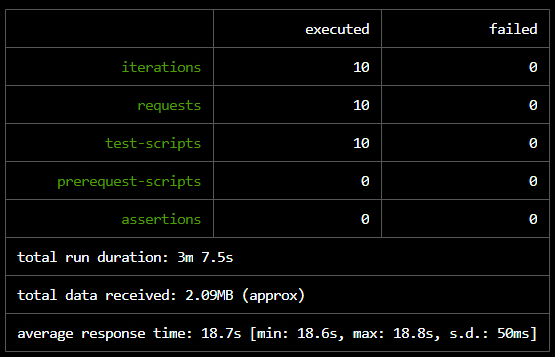 executed failed
iterations 10 0
requests 10 0
test-scripts 10 0
prerequest-scripts 0 0
assertions 0 0
total run duration: 3m 7.5s
total data received: 2.09MB (approx)
average response time: 18.7s [min: 18.6s, max: 18.8s, s.d.: 50ms]